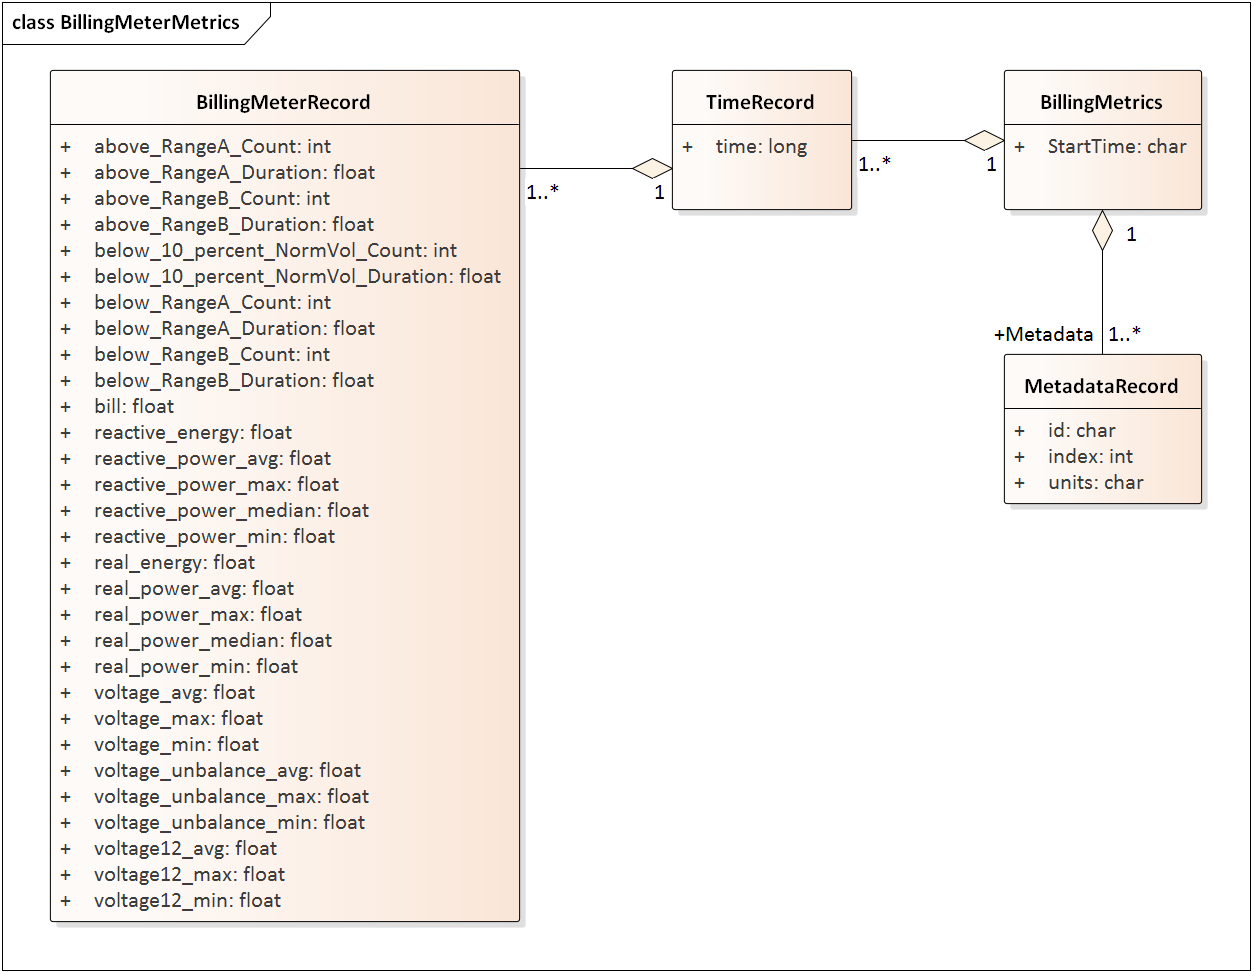 class BillingMeterMetrics
BillingMeterRecord
+ above_RangeA_Count: int
+ above_RangeA_Duration: float
+ above_RangeB_Count: int
+ above_RangeB_Duration: float
+ below_10_percent_NormVol_Count: int
+ below_10_percent_NormVol_Duration: float
+ below_RangeA_Count: int
+ below_RangeA_Duration: float
+ below_RangeB_Count: int
+ below_RangeB_Duration: float
+ bill: float
+ reactive_energy: float
+ reactive_power_avg: float
+ reactive_power_max: float
+ reactive_power_median: float
+ reactive_power_min: float
+ real_energy: float
+ real_power_avg: float
+ real_power_max: float
+ real_power_median: float
+ real_power_min: float
+ voltage_avg: float
+ voltage_max: float
+ voltage_min: float
+ voltage_unbalance_avg: float
+ voltage_unbalance_max: float
+ voltage_unbalance_min: float
+ voltage12_avg: float
+ voltage12_max: float
+ voltage12_min: float
1..*
1
TimeRecord
+ time: long
1..*
1
BillingMetrics
+ StartTime: char
1
+Metadata 1..*
MetadataRecord
+ id: char
+ index: int
+ units: char